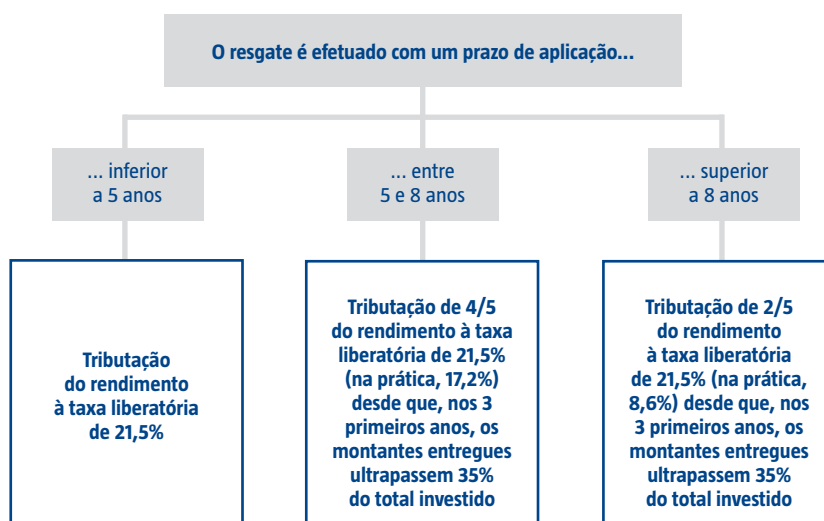 O resgate é efetuado com um prazo de aplicação...
... inferior
a 5 anos
... entre
5 e 8 anos
... superior
a 8 anos
Tributação
do rendimento
à taxa liberatória
de 21,5%
Tributação de 4/5
do rendimento à taxa
liberatória de 21,5%
(na prática, 17,2%)
desde que, nos 3
primeiros anos, os
montantes entregues
ultrapassem 35%
do total investido
Tributação de 2/5
do rendimento
à taxa liberatória
de 21,5% (na prática,
8,6%) desde que, nos
3 primeiros anos, os
montantes entregues
ultrapassem 35%
do total investido